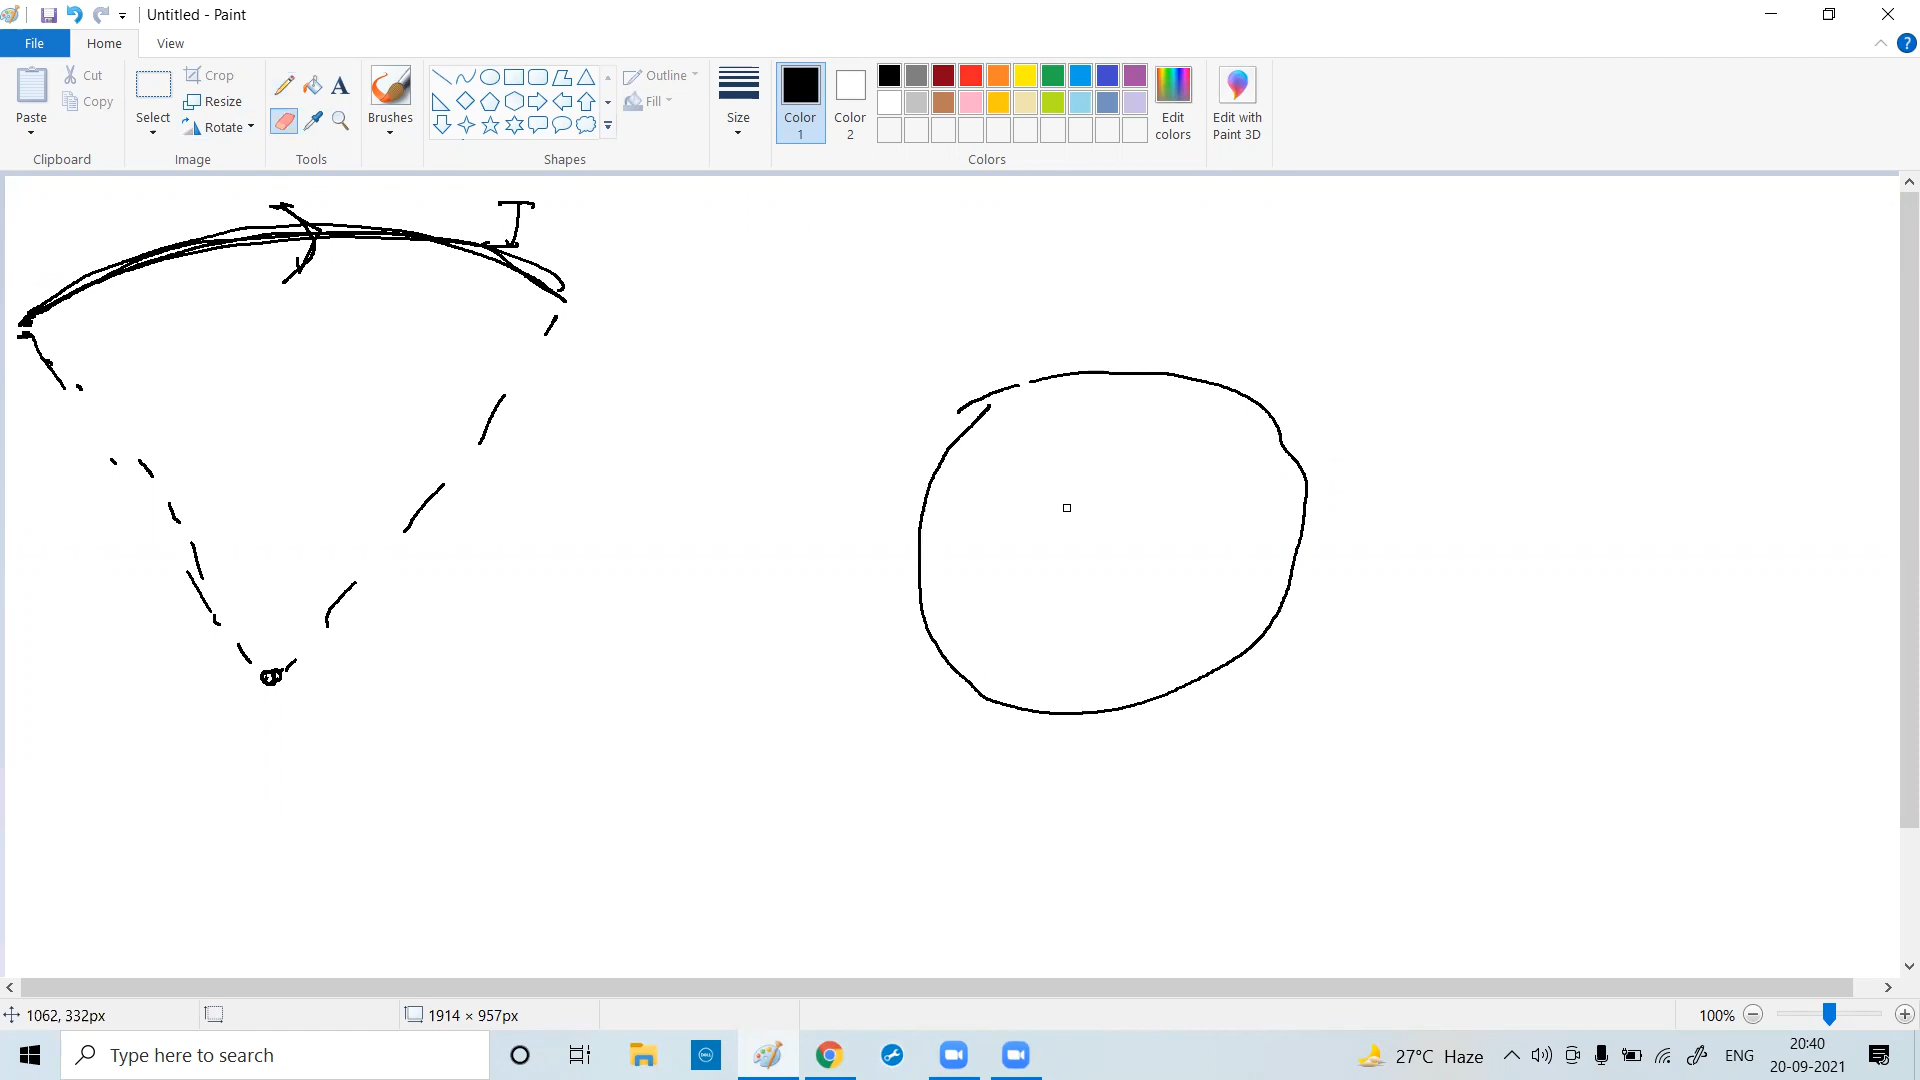 Untitled - Paint
File Home View
Paste
Cut
Copy
Clipboard
Select
Crop
Resize
Rotate
Image
A
Tools
Brushes
Outline
Fill
Shapes
Size
Color 1
Color 2
Edit colors
Edit with Paint 3D
Colors
?
I
1062, 332px
1914 × 957px
100%
Type here to search
DELL
27°C Haze
ENG
20:40
20-09-2021